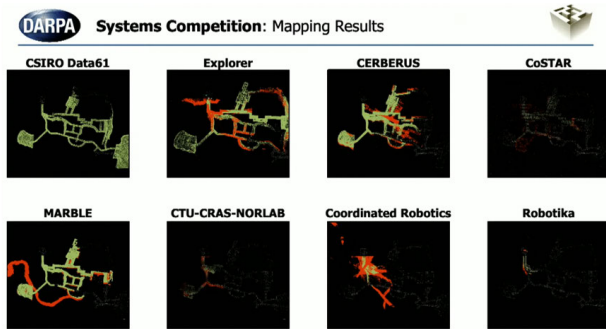 DARPA Systems Competition: Mapping Results
CSIRO Data61 Explorer CERBERUS CoSTAR
MARBLE CTU-CRAS-NORLAB Coordinated Robotics Robotika